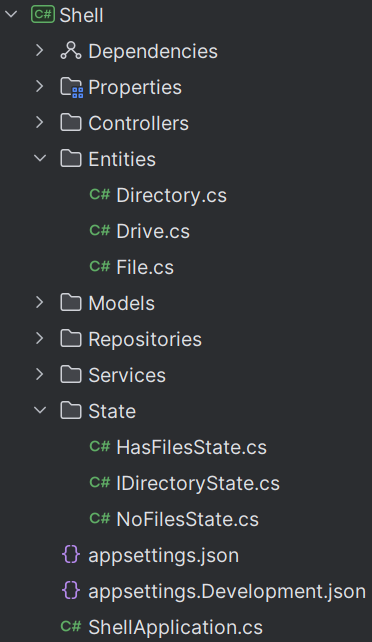 C# Shell
Dependencies
Properties
Controllers
Entities
C# Directory.cs
C# Drive.cs
C# File.cs
Models
Repositories
Services
State
C# HasFilesState.cs
C# IDirectoryState.cs
C# NoFilesState.cs
{} appsettings.json
{} appsettings.Development.json
C# ShellApplication.cs